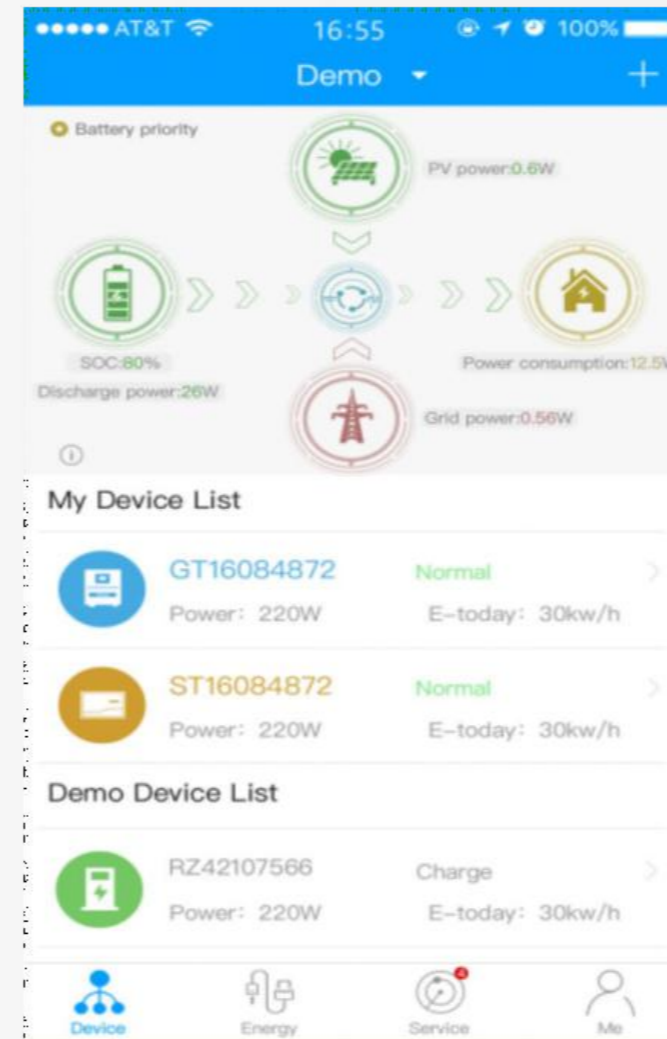 AT&T 16:55 100%
Demo
Battery priority
PV power:0.6W
SOC:80%
Discharge power:26W
Power consumption:12.5W
Grid power:0.56W
My Device List
GT16084872 Normal
Power: 220W E-today: 30kw/h
ST16084872 Normal
Power: 220W E-today: 30kw/h
Demo Device List
RZ42107566 Charge
Power: 220W E-today: 30kw/h
4
Device Energy Service Me